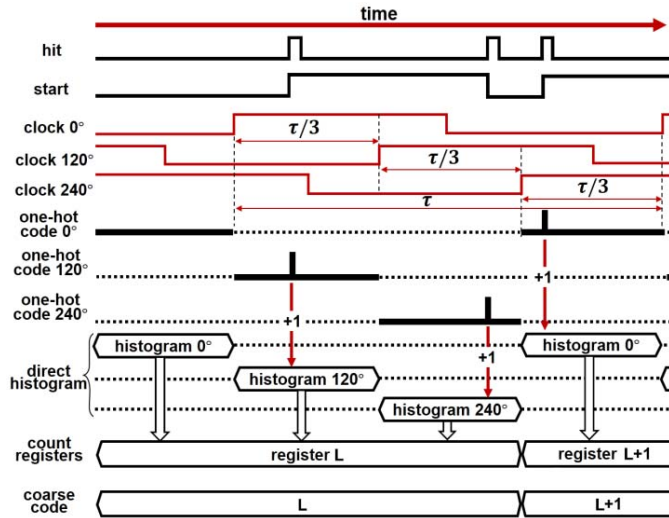 time
hit
start
clock 0°
τ/3
clock 120°
τ/3
clock 240°
τ/3
τ
one-hot
code 0°
one-hot
code 120°
+1
one-hot
code 240°
+1
+1
histogram 0°
histogram 0°
direct
histogram
histogram 120°
histogram 240°
count
registers
register L
register L+1
coarse
code
L
L+1